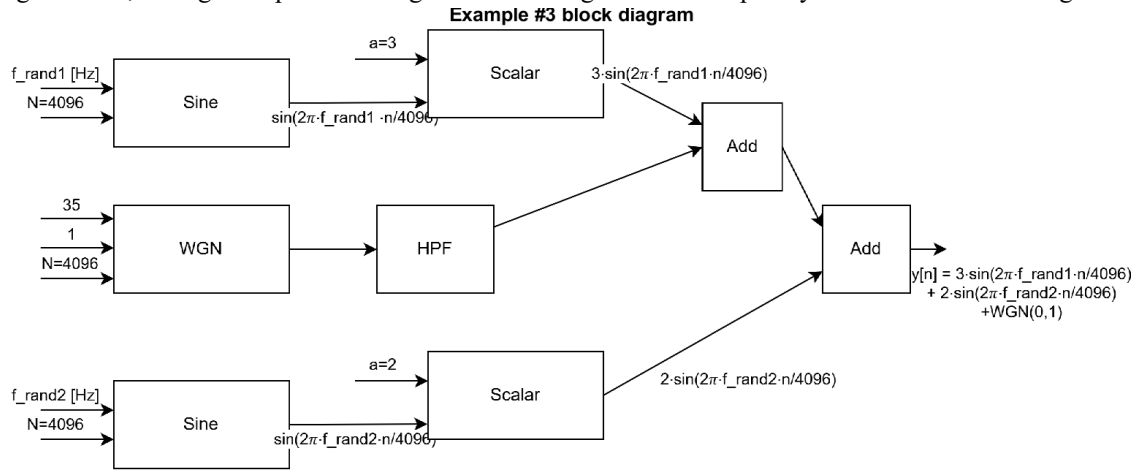 Example #3 block diagram
a=3
f_rand1 [Hz]
N=4096
Sine
sin(2π·f_rand1 ·n/4096)
Scalar
3·sin(2π·f_rand1·n/4096)
Add
35
1
N=4096
WGN
HPF
Add
y[n] = 3·sin(2π·f_rand1·n/4096)
+ 2·sin(2π·f_rand2·n/4096)
+WGN(0,1)
a=2
f_rand2 [Hz]
N=4096
Sine
sin(2π·f_rand2·n/4096)
Scalar
2·sin(2π·f_rand2·n/4096)